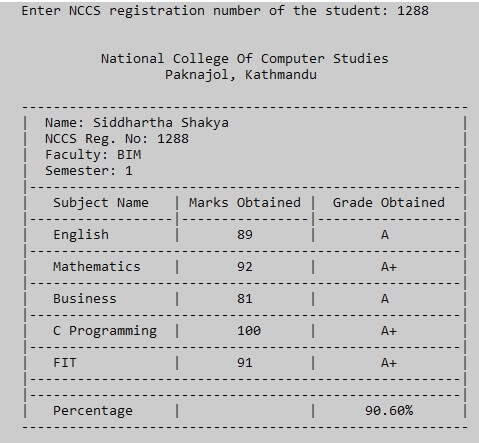 Enter NCCS registration number of the student: 1288
National College Of Computer Studies
Paknajol, Kathmandu
Name: Siddhartha Shakya
NCCS Reg. No: 1288
Faculty: BIM
Semester: 1
Subject Name | Marks Obtained | Grade Obtained
English | 89 | A
Mathematics | 92 | A+
Business | 81 | A
C Programming | 100 | A+
FIT | 91 | A+
Percentage | | 90.60%